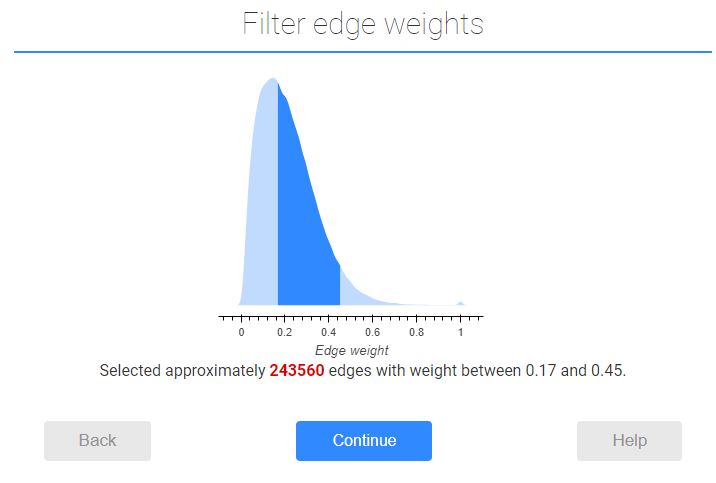 Filter edge weights
0 0.2 0.4 0.6 0.8 1
Edge weight
Selected approximately 243560 edges with weight between 0.17 and 0.45.
Back Continue Help